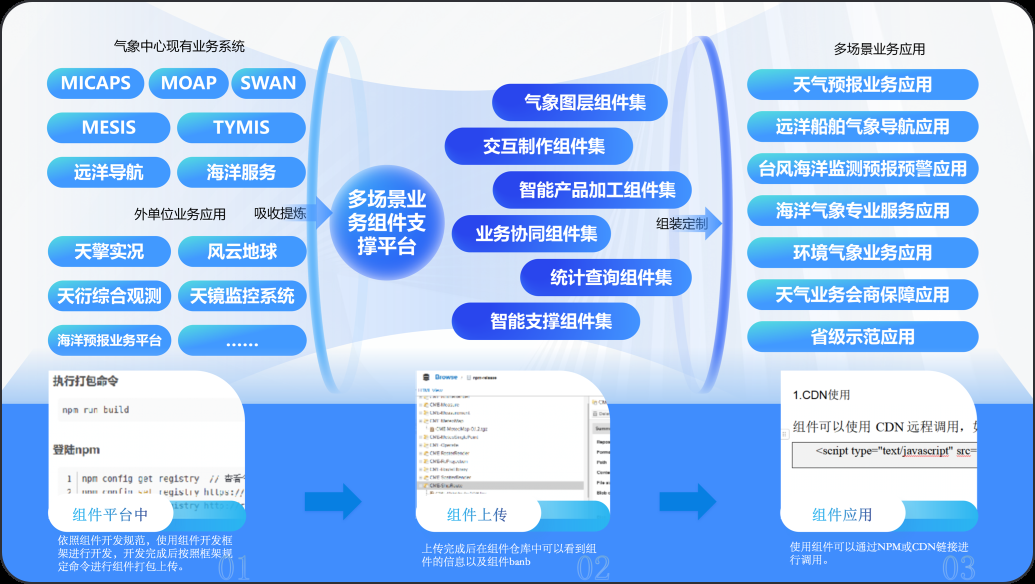 气象中心现有业务系统
MICAPS
MOAP
SWAN
MESIS
TYMIS
远洋导航
海洋服务
外单位业务应用
吸收提炼
天擎实况
风云地球
天衍综合观测
天镜监控系统
海洋预报业务平台
......
多场景业
务组件支
撑平台
气象图层组件集
交互制作组件集
智能产品加工组件集
业务协同组件集
统计查询组件集
智能支撑组件集
组装定制
多场景业务应用
天气预报业务应用
远洋船舶气象导航应用
台风海洋监测预报预警应用
海洋气象专业服务应用
环境气象业务应用
天气业务会商保障应用
省级示范应用
执行打包命令
npm run build
登陆npm
1 npm config get registry // 查看
2 npm config set registry https:/
registry https:/
组件平台中
依照组件开发规范，使用组件开发框
架进行开发，开发完成后按照框架规
定命令进行组件打包上传。
01
Browse
npm-release
组件上传
上传完成后在组件仓库中可以看到组
件的信息以及组件banb
02
1.CDN使用
组件可以使用 CDN 远程调用，
<script type="text/javascript" src=
组件应用
使用组件可以通过NPM或CDN链接进
行调用。
03